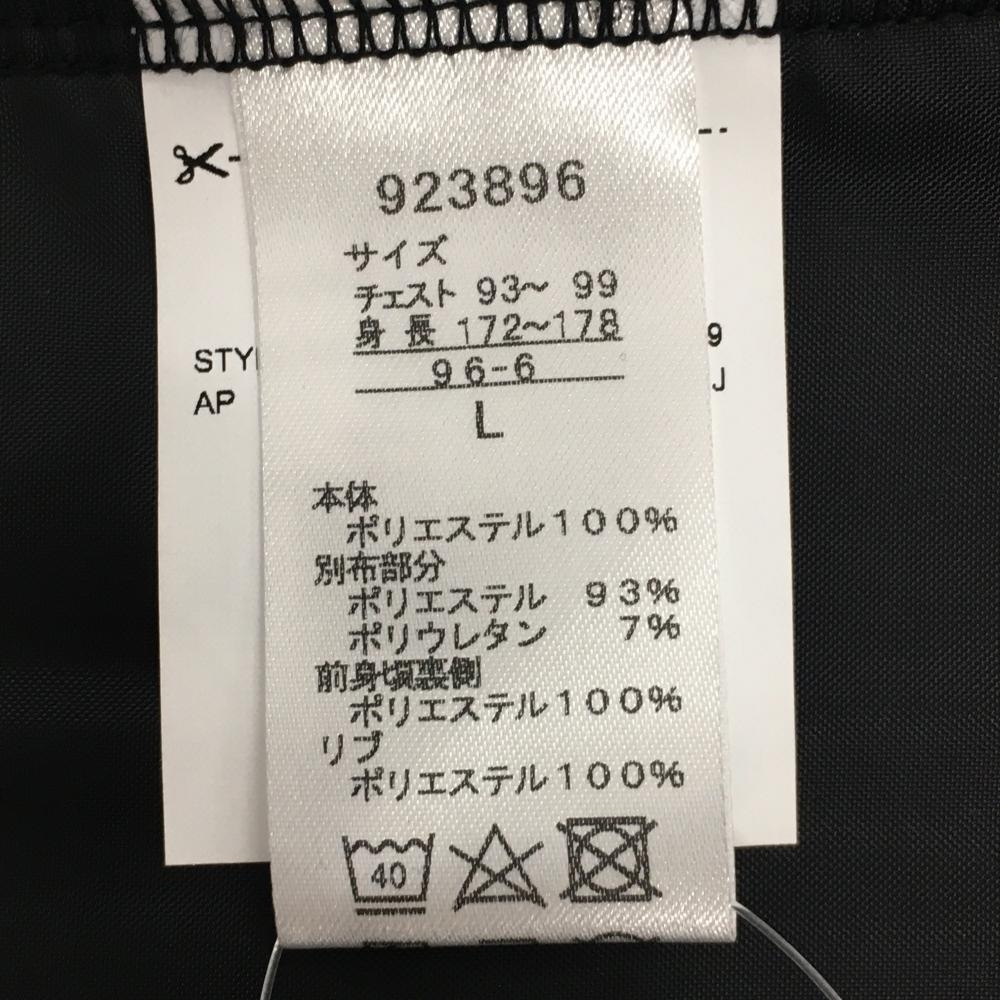 923896
サイズ
チェスト 93〜 99
身 長 172〜178
96-6
L
本体
ポリエステル100%
別布部分
ポリエステル 93%
ポリウレタン 7%
前身頃裏側
ポリエステル100%
リブ
ポリエステル100%
40
AP
9
J